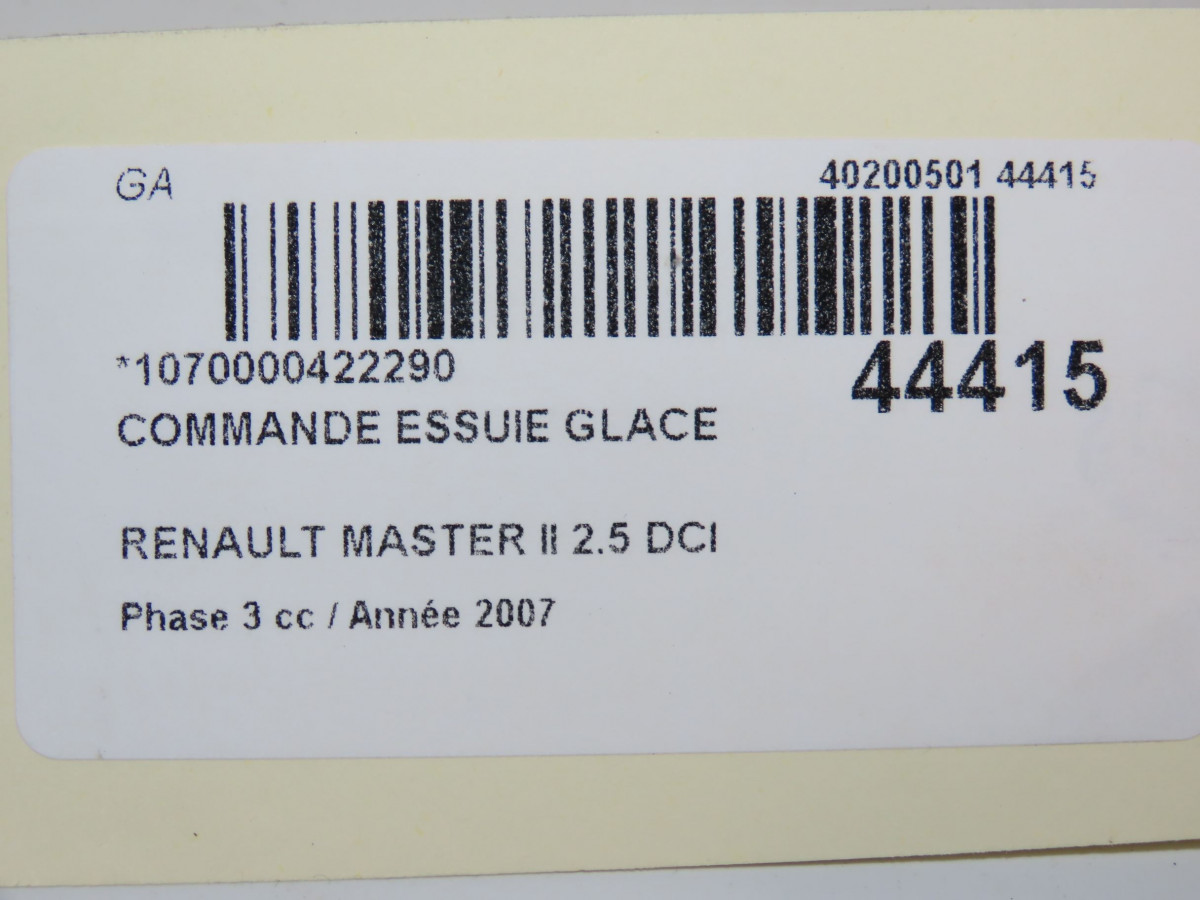 GA
40200501 44415
*1070000422290
44415
COMMANDE ESSUIE GLACE
RENAULT MASTER II 2.5 DCI
Phase 3 cc / Année 2007